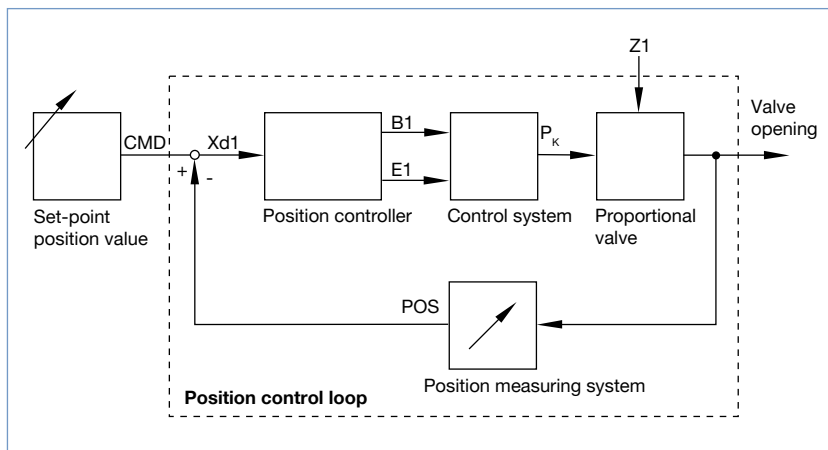 Z1
Valve
opening
CMD
Xd1
B1
E1
P_K
+
-
Set-point
position value
Position controller
Control system
Proportional
valve
POS
Position measuring system
Position control loop